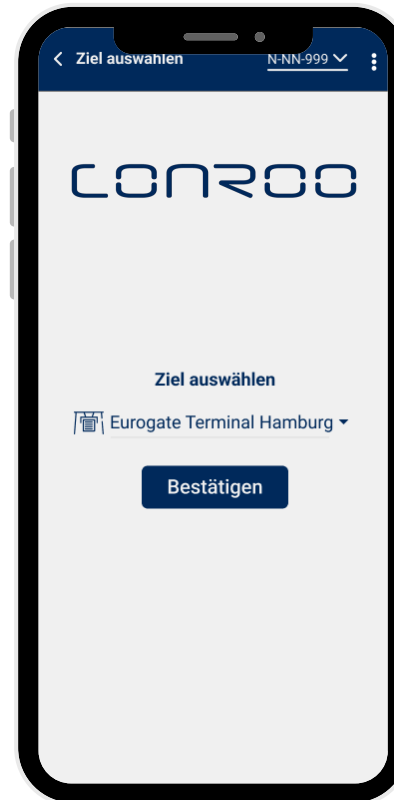 Ziel auswählen N-NN-999
CONROO
Ziel auswählen
Eurogate Terminal Hamburg
Bestätigen